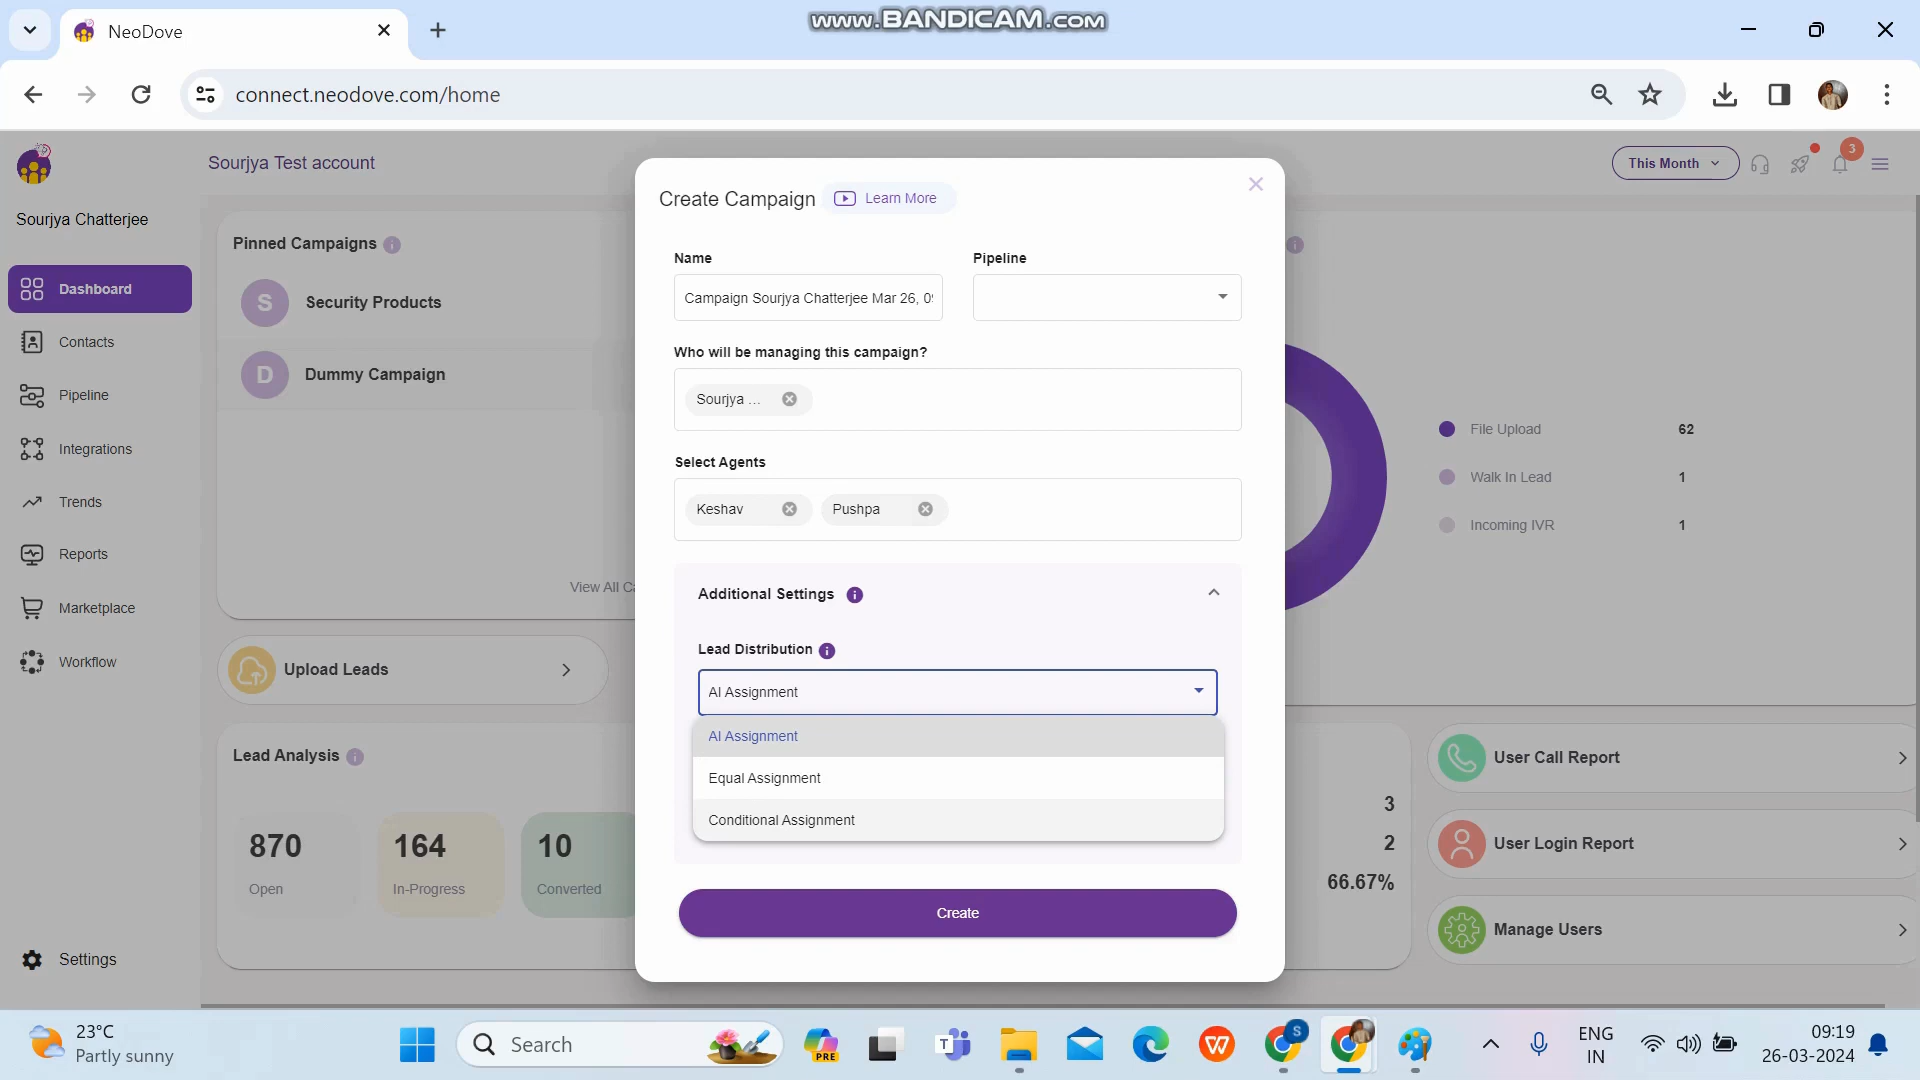 NeoDove
www.BANDICAM.com
connect.neodove.com/home
Sourjya Test account
This Month
3
Sourjya Chatterjee
Dashboard
Contacts
Pipeline
Integrations
Trends
Reports
Marketplace
Workflow
Settings
Pinned Campaigns
S
Security Products
D
Dummy Campaign
View All Ca
Upload Leads
Lead Analysis
870
Open
164
In-Progress
10
Converted
Create Campaign
Learn More
Name
Pipeline
Campaign Sourjya Chatterjee Mar 26, 09
Who will be managing this campaign?
Sourjya ...
Select Agents
Keshav
Pushpa
Additional Settings
Lead Distribution
AI Assignment
AI Assignment
Equal Assignment
Conditional Assignment
Create
File Upload 62
Walk In Lead 1
Incoming IVR 1
3
2
66.67%
User Call Report
User Login Report
Manage Users
23°C
Partly sunny
Search
PRE
T
W
S
ENG
IN
09:19
26-03-2024